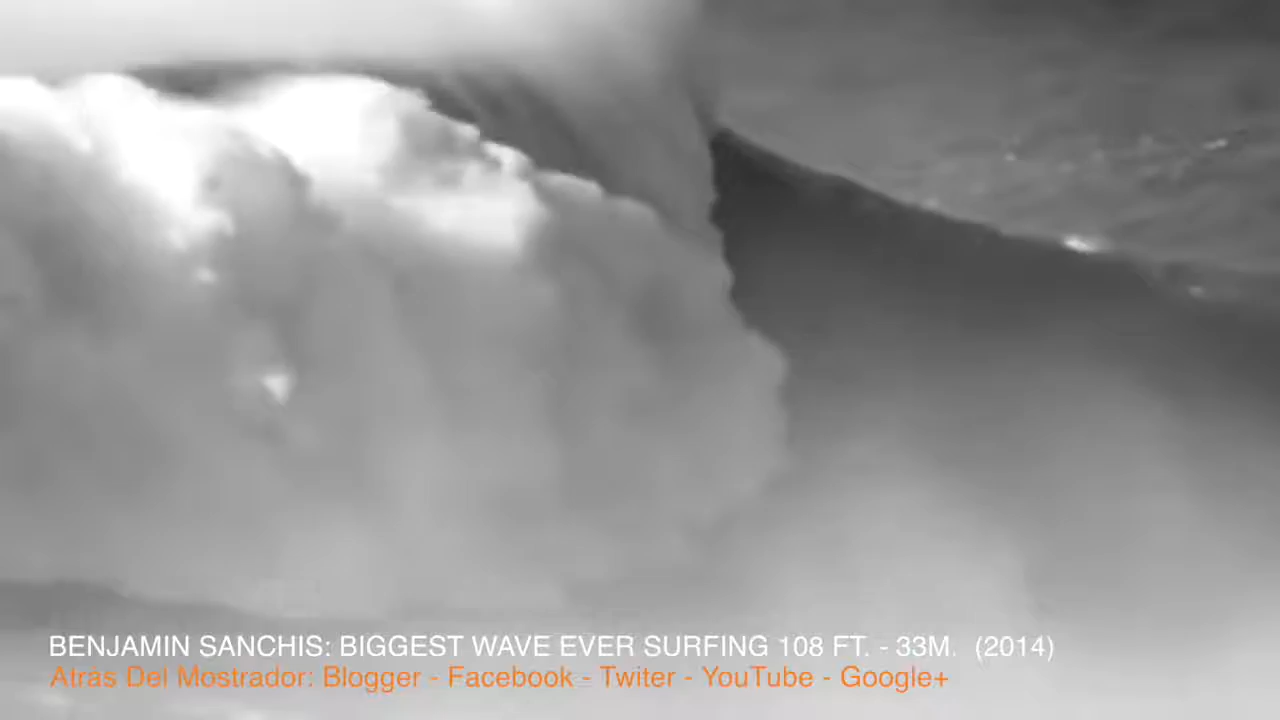 BENJAMIN SANCHIS: BIGGEST WAVE EVER SURFING 108 FT. - 33M. (2014)
Atras Del Mostrador: Blogger - Facebook - Twiter - YouTube - Google+